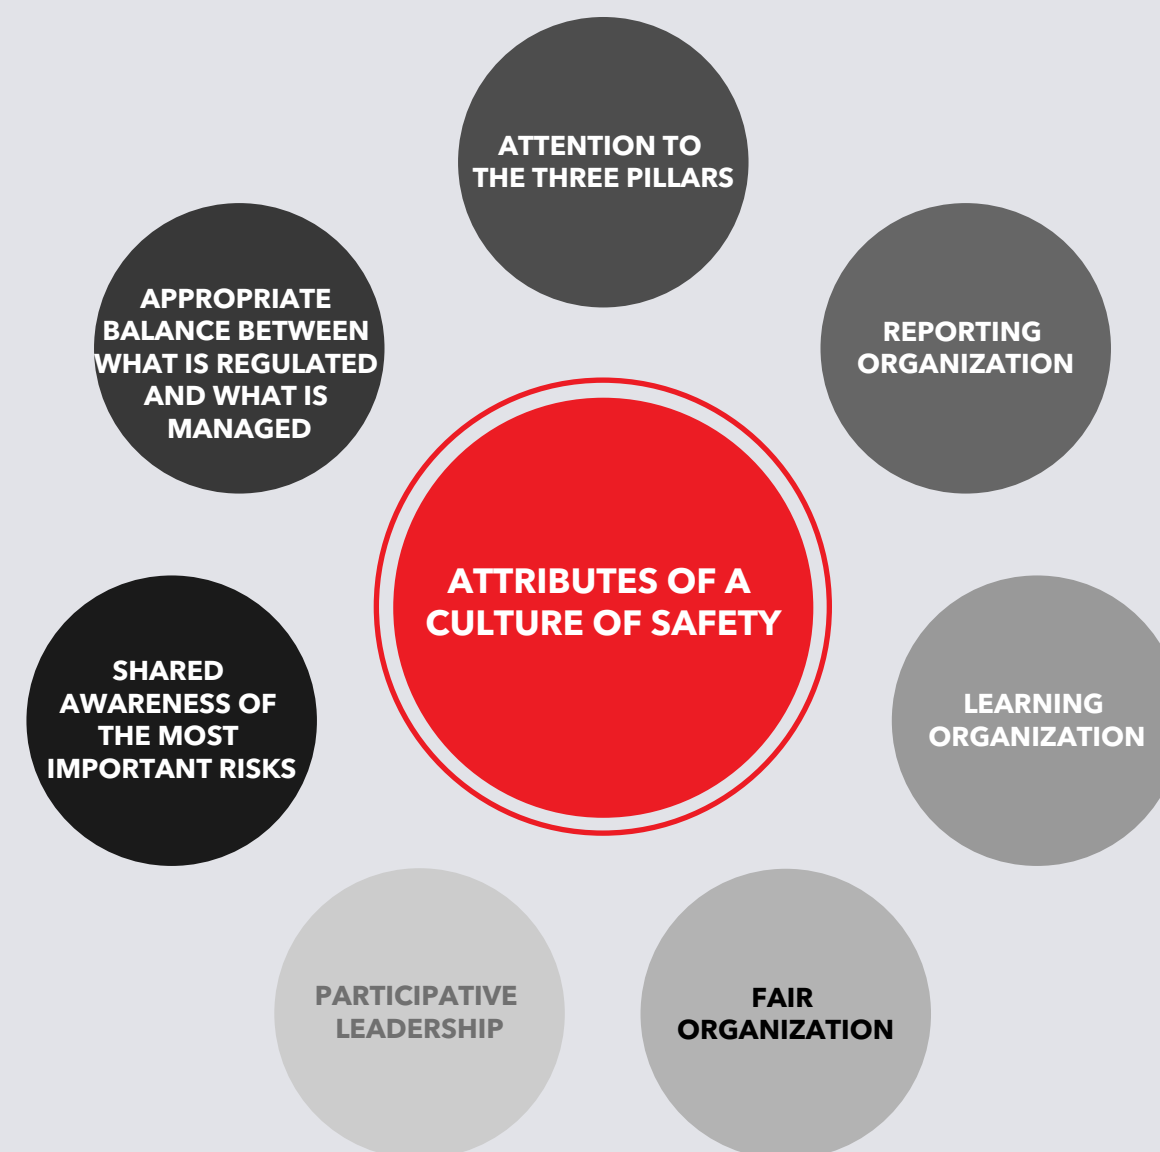 ATTENTION TO
THE THREE PILLARS
REPORTING
ORGANIZATION
LEARNING
ORGANIZATION
FAIR
ORGANIZATION
PARTICIPATIVE
LEADERSHIP
SHARED
AWARENESS OF
THE MOST
IMPORTANT RISKS
APPROPRIATE
BALANCE BETWEEN
WHAT IS REGULATED
AND WHAT IS
MANAGED
ATTRIBUTES OF A
CULTURE OF SAFETY